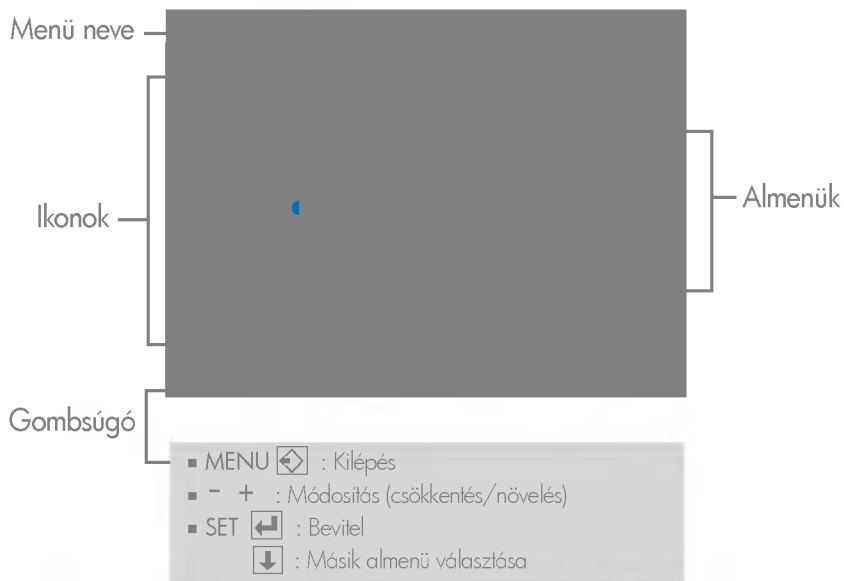 Menü neve
Ikonok
Almenük
Gombsúgó
▪ MENU : Kilépés
▪ - + : Módosítás (csökkentés/növelés)
▪ SET : Bevitel
: Másik almenü választása